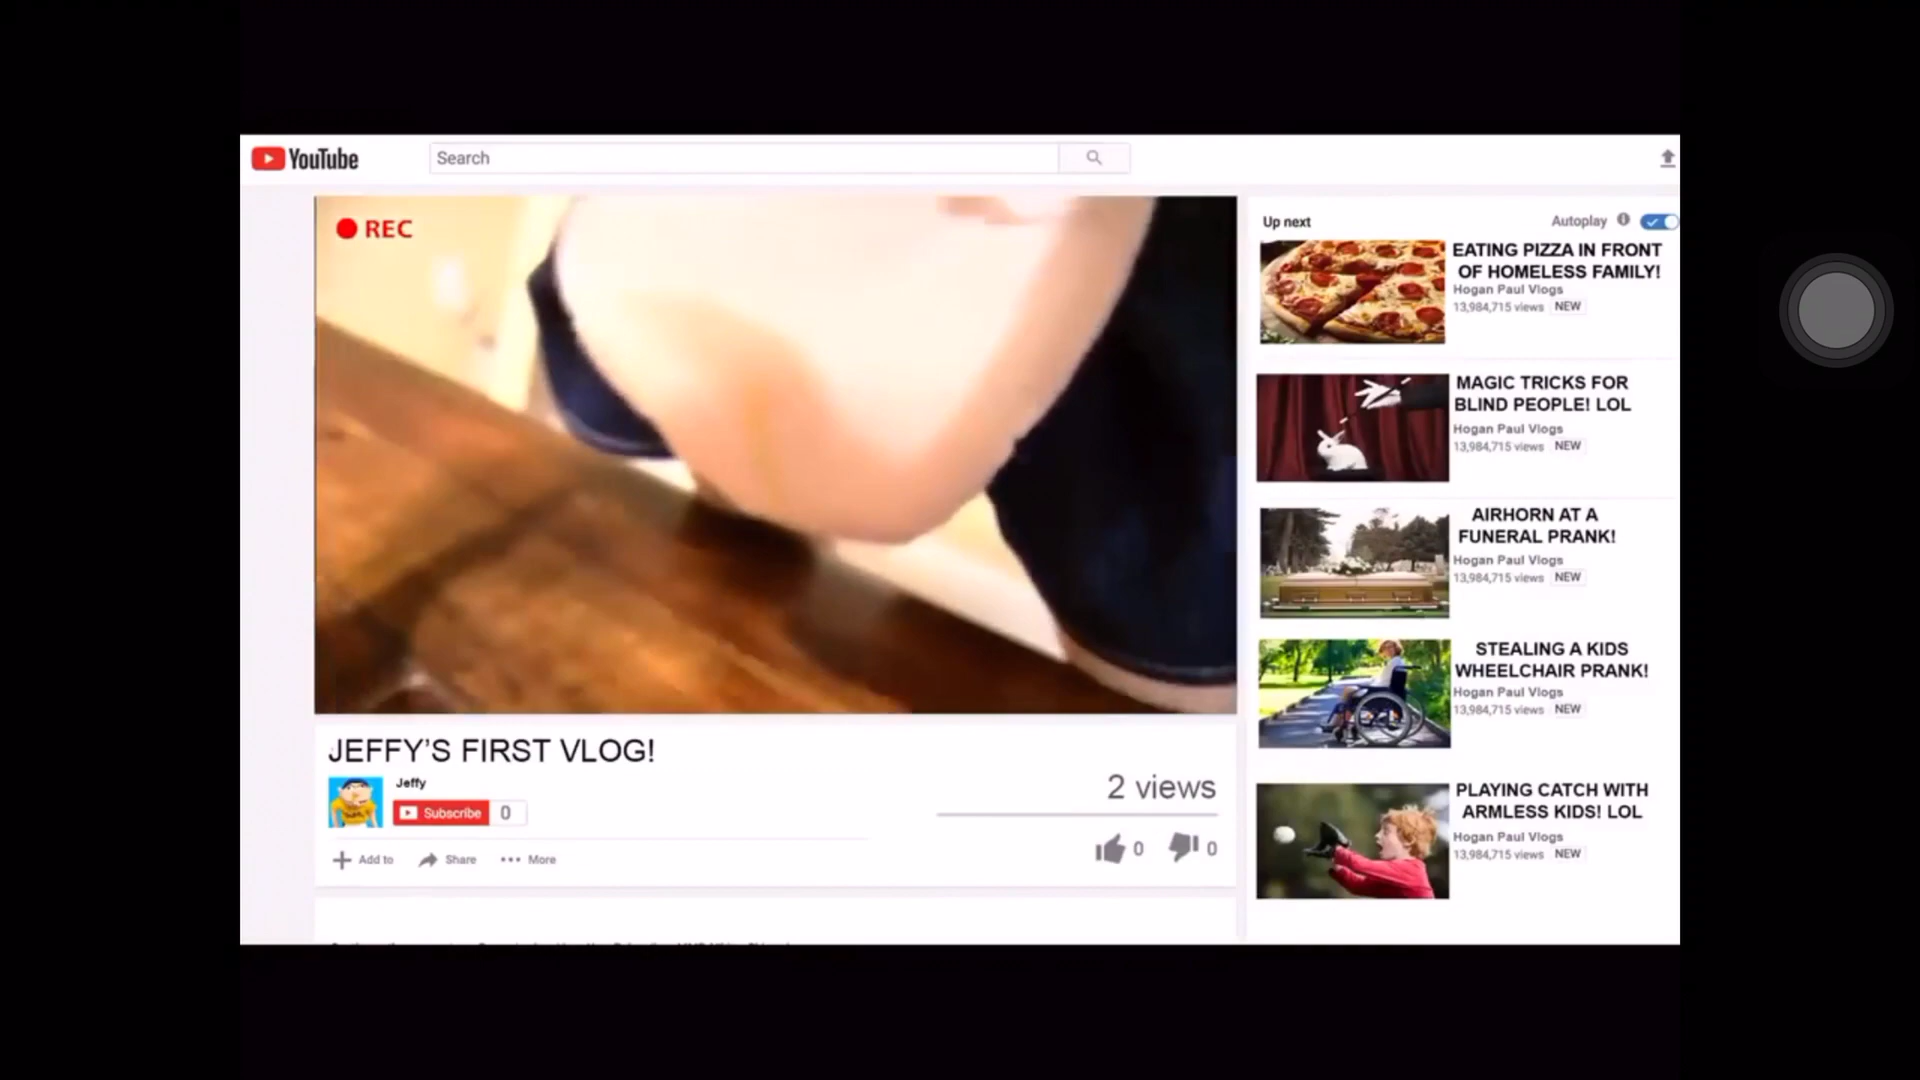 YouTube
Search
REC
Up next
Autoplay
EATING PIZZA IN FRONT
OF HOMELESS FAMILY!
Hogan Paul Vlogs
13,984,715 views NEW
MAGIC TRICKS FOR
BLIND PEOPLE! LOL
Hogan Paul Vlogs
13,984,715 views NEW
AIRHORN AT A
FUNERAL PRANK!
Hogan Paul Vlogs
13,984,715 views NEW
STEALING A KIDS
WHEELCHAIR PRANK!
Hogan Paul Vlogs
13,984,715 views NEW
PLAYING CATCH WITH
ARMLESS KIDS! LOL
Hogan Paul Vlogs
13,984,715 views NEW
JEFFY'S FIRST VLOG!
Jeffy
Subscribe 0
2 views
Add to Share More
0 0